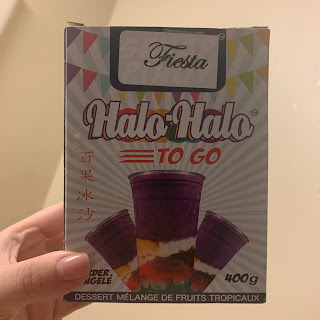 Fiesta
Halo-Halo
TO GO
百果冰沙
400g
DESSERT MÉLANGE DE FRUITS TROPICAUX